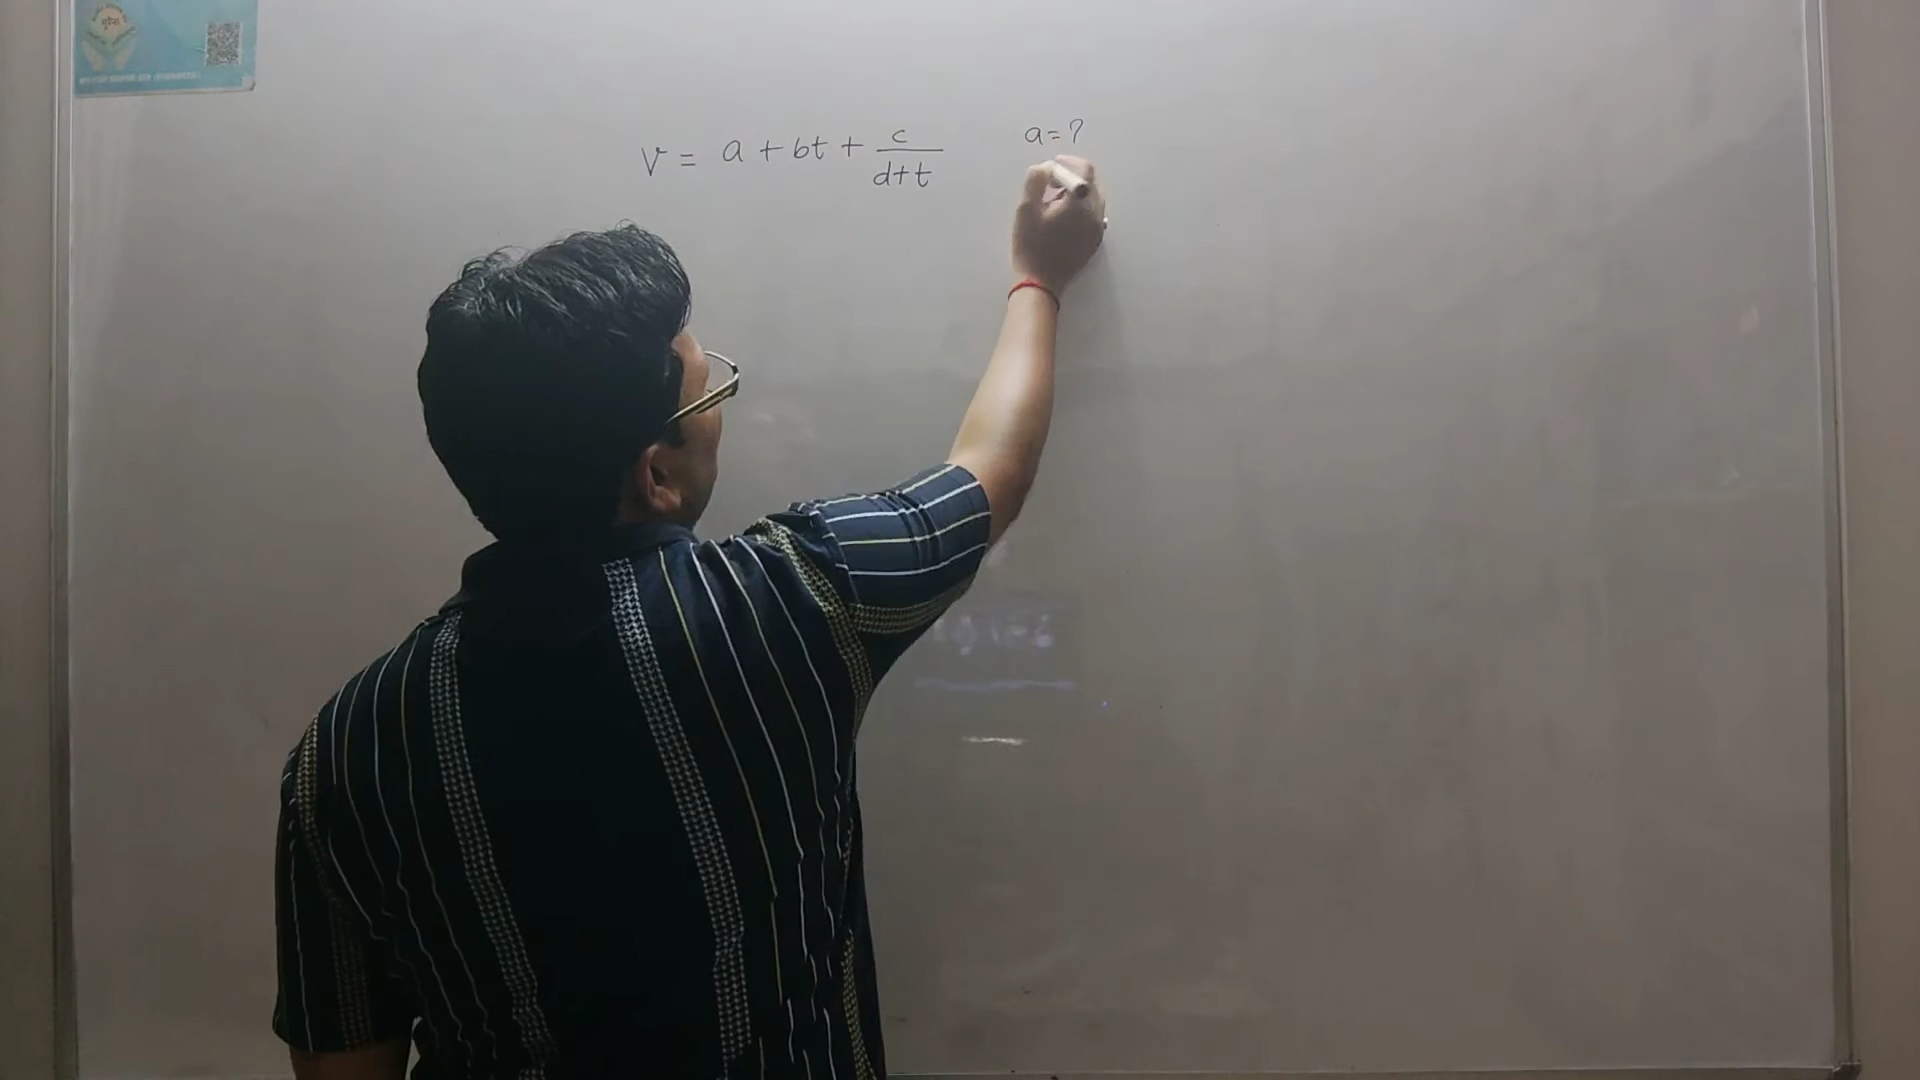 V = a + bt + c/(d+t)
a = ?